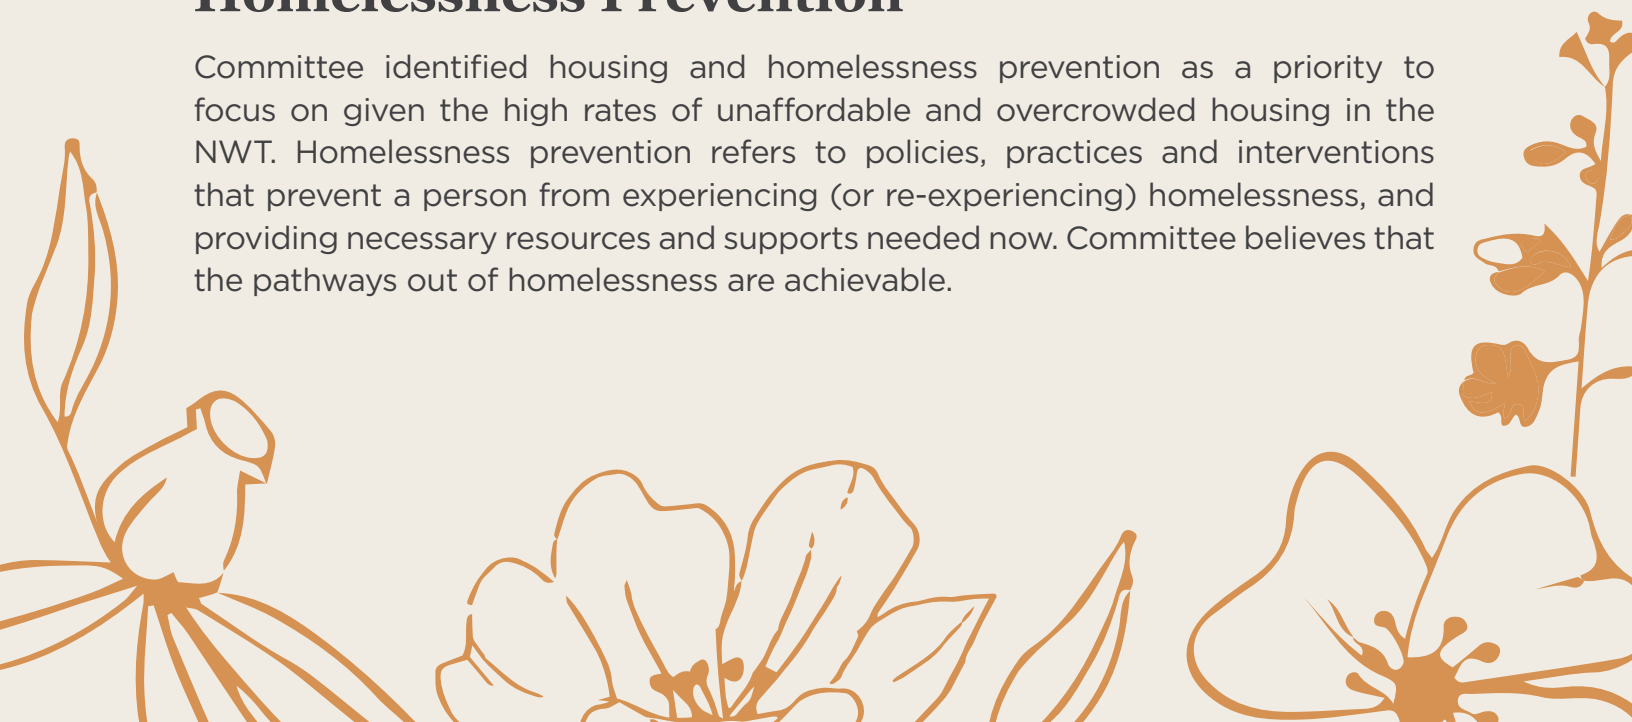 Homelessness Prevention
Committee identified housing and homelessness prevention as a priority to
focus on given the high rates of unaffordable and overcrowded housing in the
NWT. Homelessness prevention refers to policies, practices and interventions
that prevent a person from experiencing (or re-experiencing) homelessness, and
providing necessary resources and supports needed now. Committee believes that
the pathways out of homelessness are achievable.